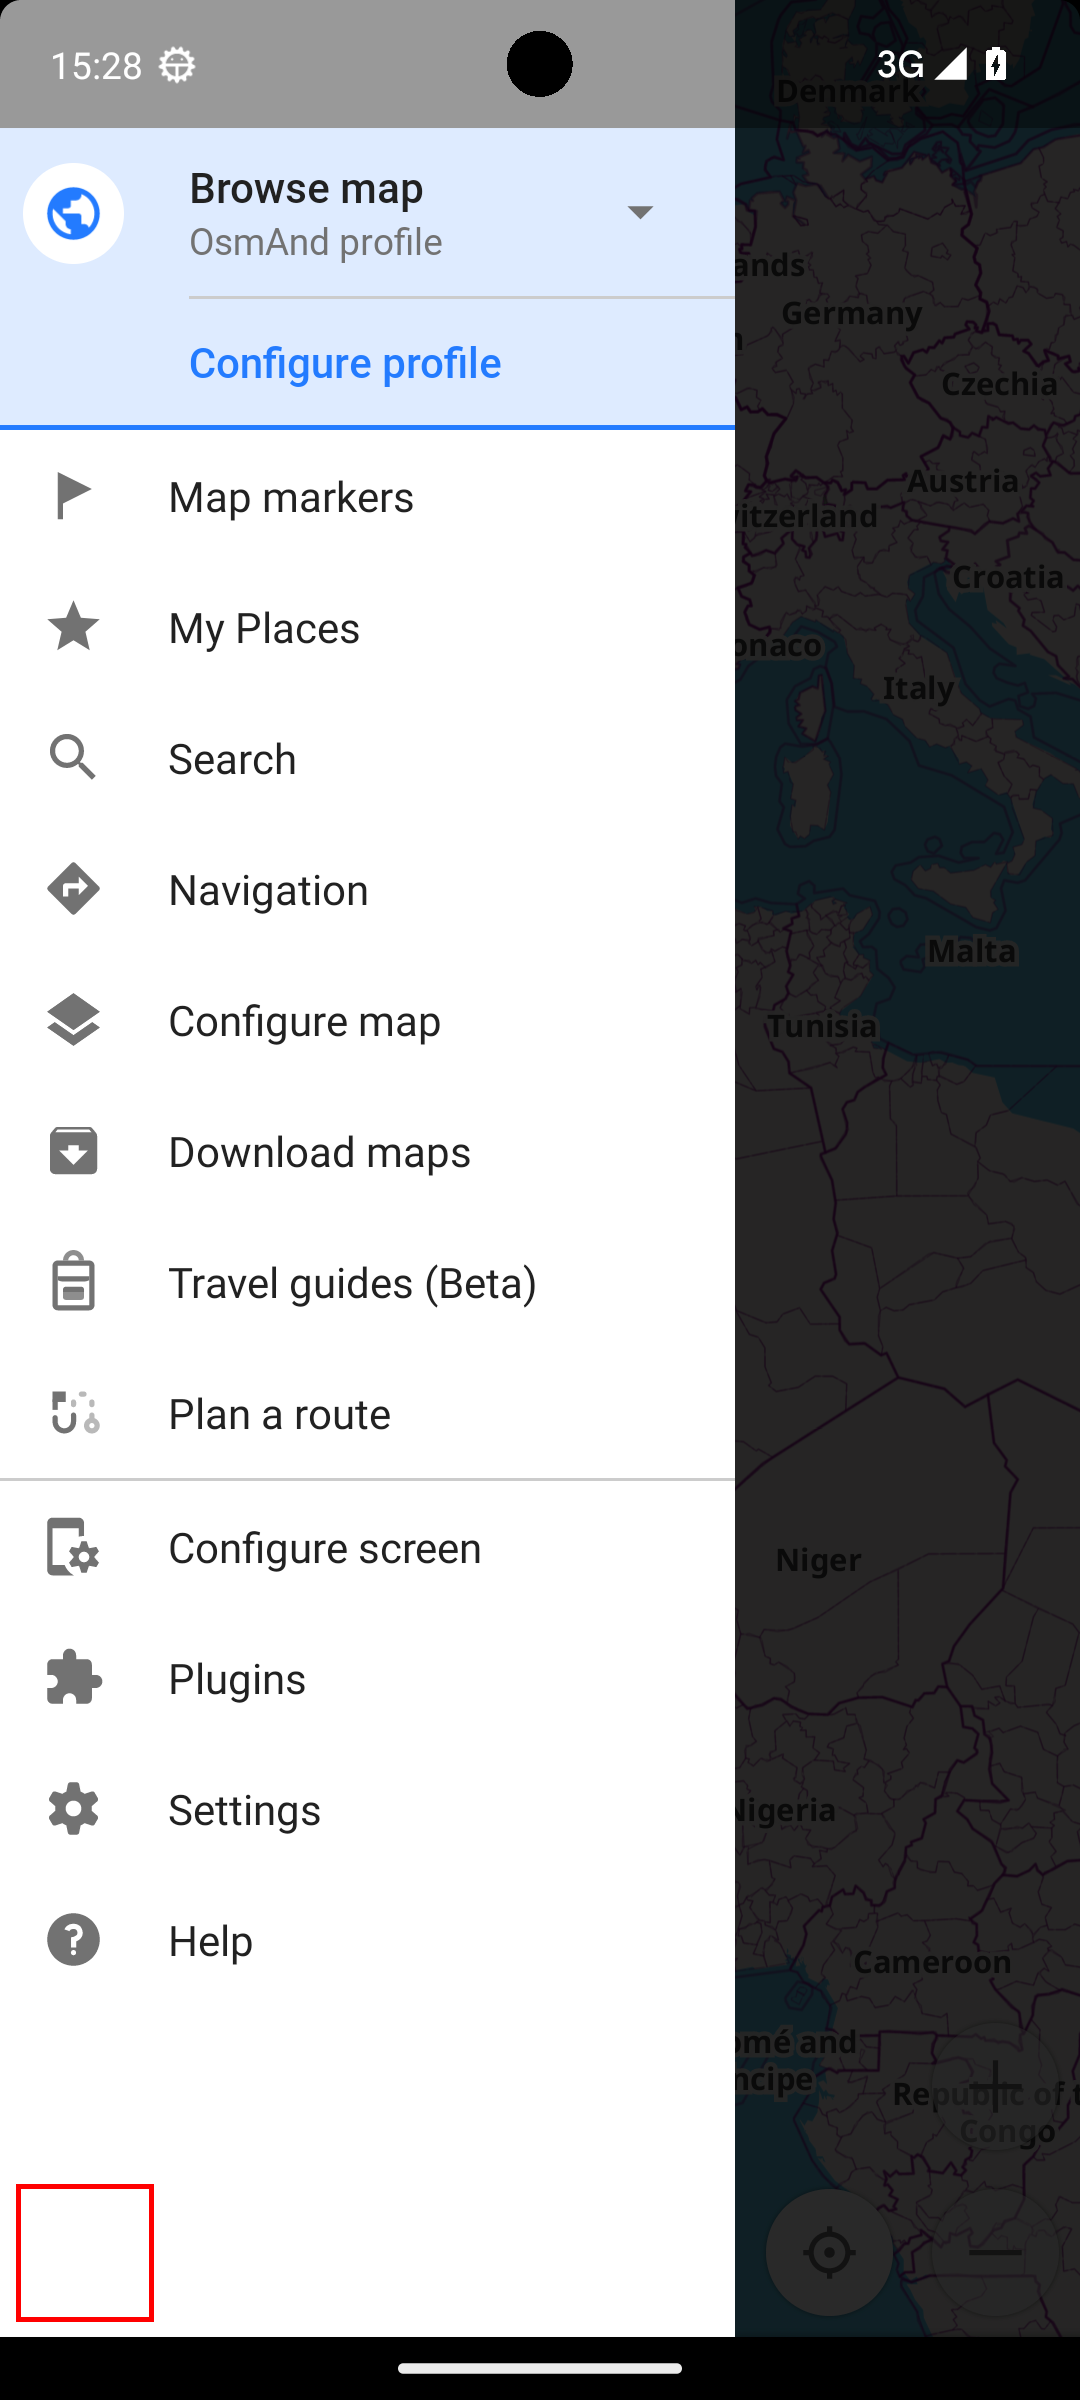 15:28
3G
Denmark
Browse map
OsmAnd profile
ands
Germany
Configure profile
Czechia
Map markers
Austria
vitzerland
Croatia
My Places
onaco
Italy
Search
Navigation
Malta
Configure map
Tunisia
Download maps
Travel guides (Beta)
Plan a route
Configure screen
Niger
Plugins
Settings
Nigeria
Help
Cameroon
omé and
ncipe
Republic of t
Congo